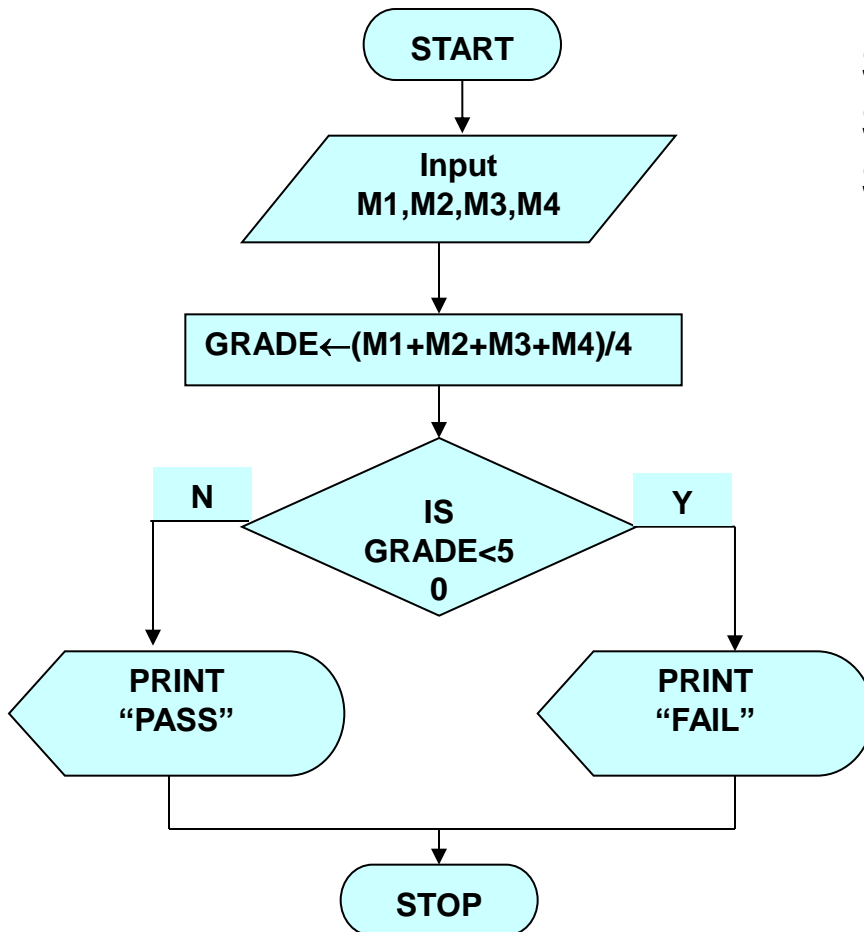 START
Input
M1,M2,M3,M4
GRADE←(M1+M2+M3+M4)/4
N
Y
IS
GRADE<5
0
PRINT
“PASS”
PRINT
“FAIL”
STOP